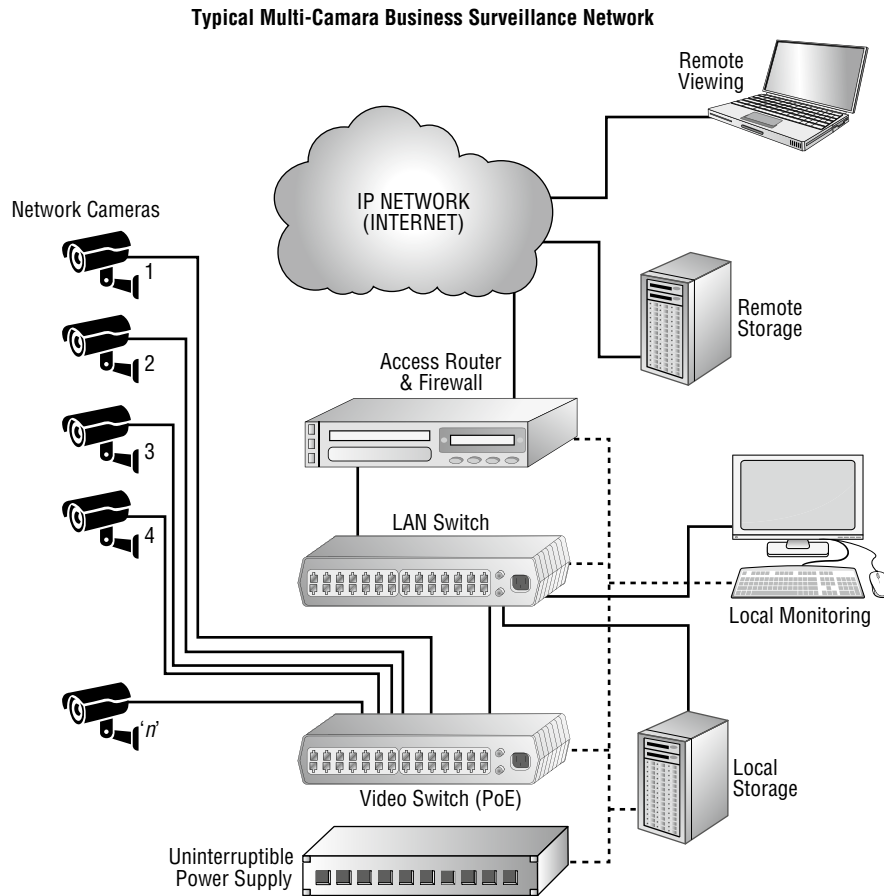 Typical Multi-Camara Business Surveillance Network
Remote
Viewing
IP NETWORK
(INTERNET)
Network Cameras
1
Remote
Storage
2
Access Router
& Firewall
3
LAN Switch
4
Local Monitoring
'n'
Video Switch (PoE)
Local
Storage
Uninterruptible
Power Supply